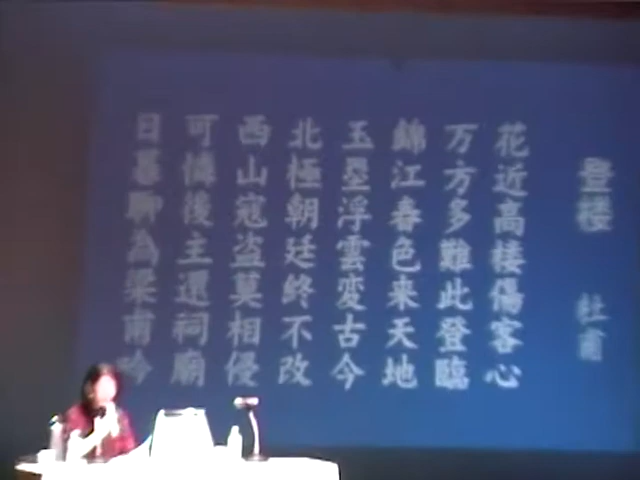 登楼 杜甫
花近高楼傷客心
万方多難此登臨
錦江春色来天地
玉塁浮雲変古今
北極朝廷終不改
西山寇盗莫相侵
可憐後主還祠廟
日暮聊為梁甫吟